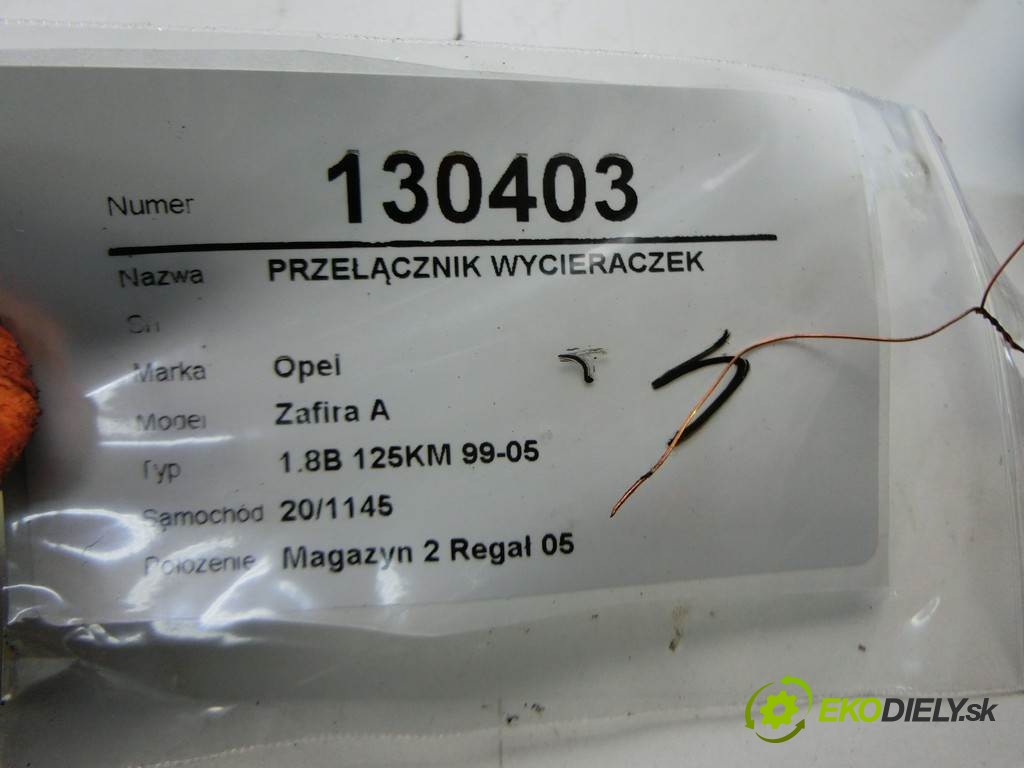 Numer 130403
Nazwa PRZEŁĄCZNIK WYCIERACZEK
Marka Opel
Model Zafira A
Typ 1.8B 125KM 99-05
Samochód 20/1145
Położenie Magazyn 2 Regał 05
EKODIELY.sk